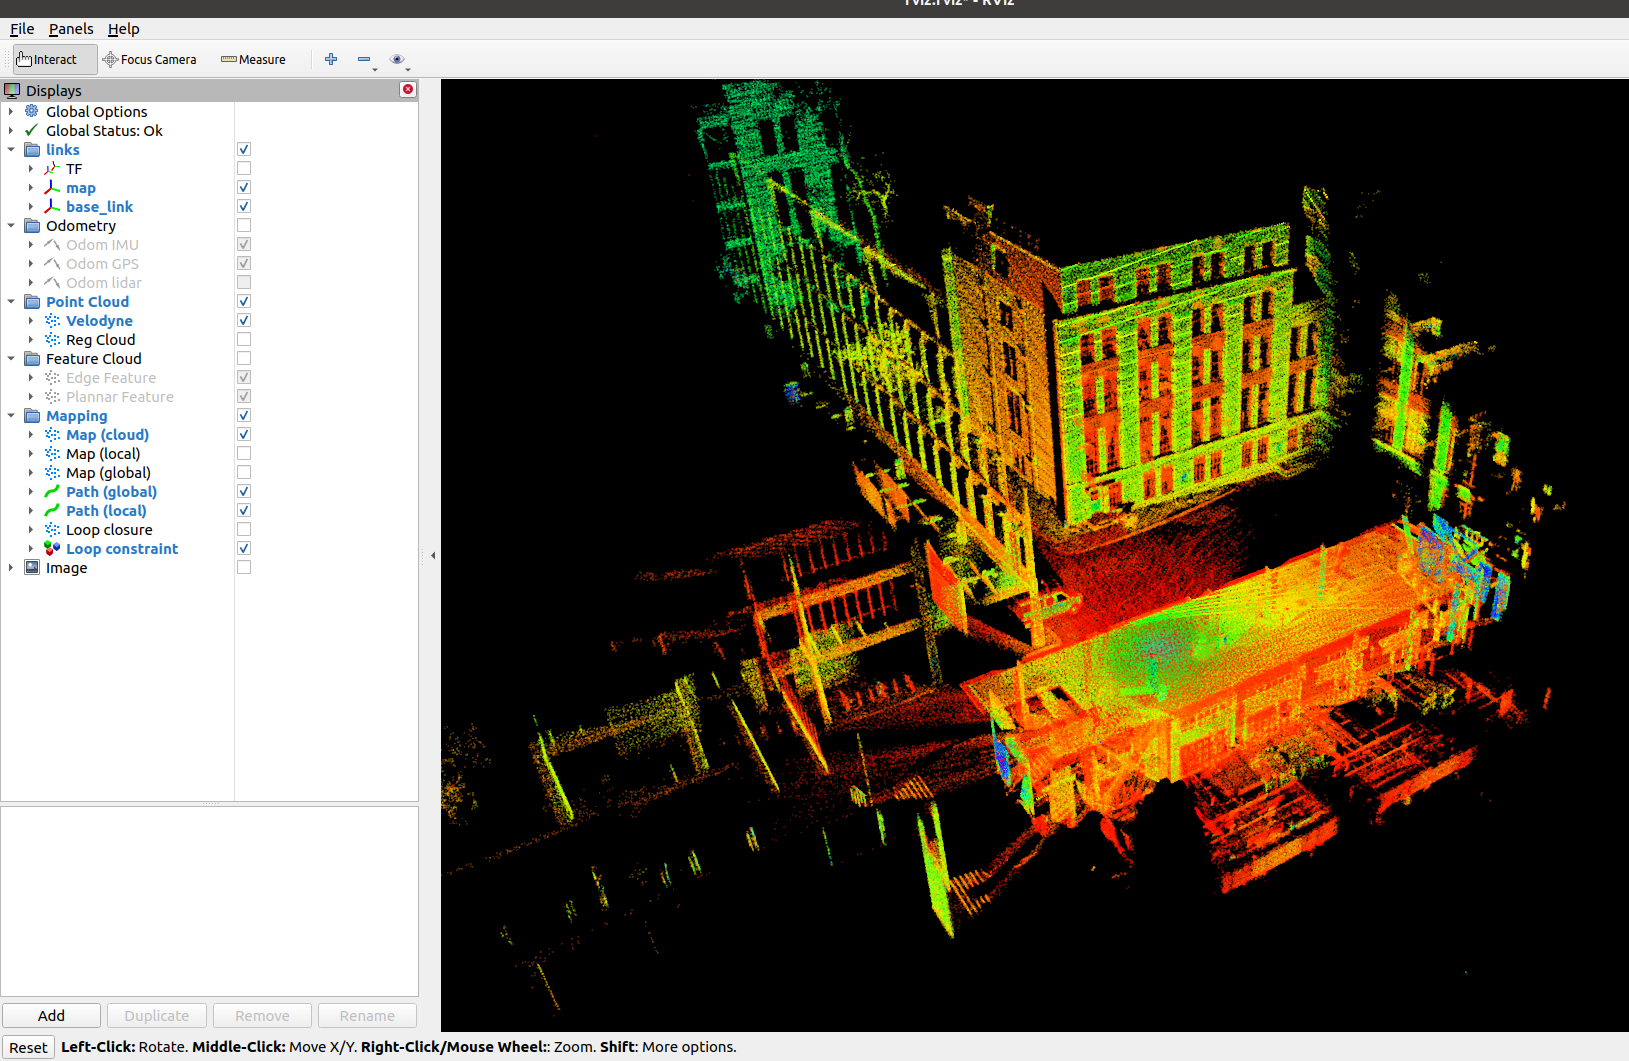 rviz.rviz* - RViz
File Panels Help
Interact Focus Camera Measure
Displays
Global Options
Global Status: Ok
links
TF
map
base_link
Odometry
Odom IMU
Odom GPS
Odom lidar
Point Cloud
Velodyne
Reg Cloud
Feature Cloud
Edge Feature
Plannar Feature
Mapping
Map (cloud)
Map (local)
Map (global)
Path (global)
Path (local)
Loop closure
Loop constraint
Image
Add Duplicate Remove Rename
Reset Left-Click: Rotate. Middle-Click: Move X/Y. Right-Click/Mouse Wheel:: Zoom. Shift: More options.